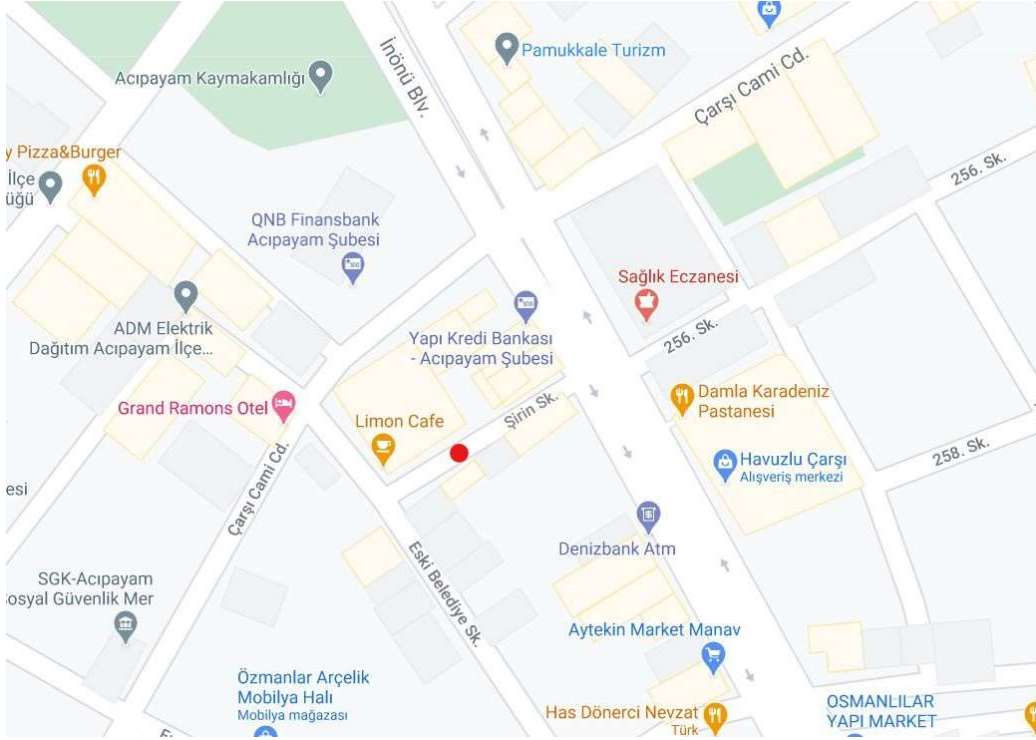 İnönü Blv.
Pamukkale Turizm
Acıpayam Kaymakamlığı
Çarşı Cami Cd.
y Pizza&Burger
İlçe
üğü
256. Sk.
QNB Finansbank
Acıpayam Şubesi
Sağlık Eczanesi
ADM Elektrik
Dağıtım Acıpayam İlçe...
Yapı Kredi Bankası
- Acıpayam Şubesi
256. Sk.
Grand Ramons Otel
Limon Cafe
Şirin Sk.
Damla Karadeniz
Pastanesi
Havuzlu Çarşı
Alışveriş merkezi
258. Sk.
esi
Çarşı Cami Cd.
Denizbank Atm
Eski Belediye Sk.
SGK-Acıpayam
Sosyal Güvenlik Mer
Aytekin Market Manav
Özmanlar Arçelik
Mobilya Halı
Mobilya mağazası
Has Dönerci Nevzat
Türk
OSMANLILAR
YAPI MARKET